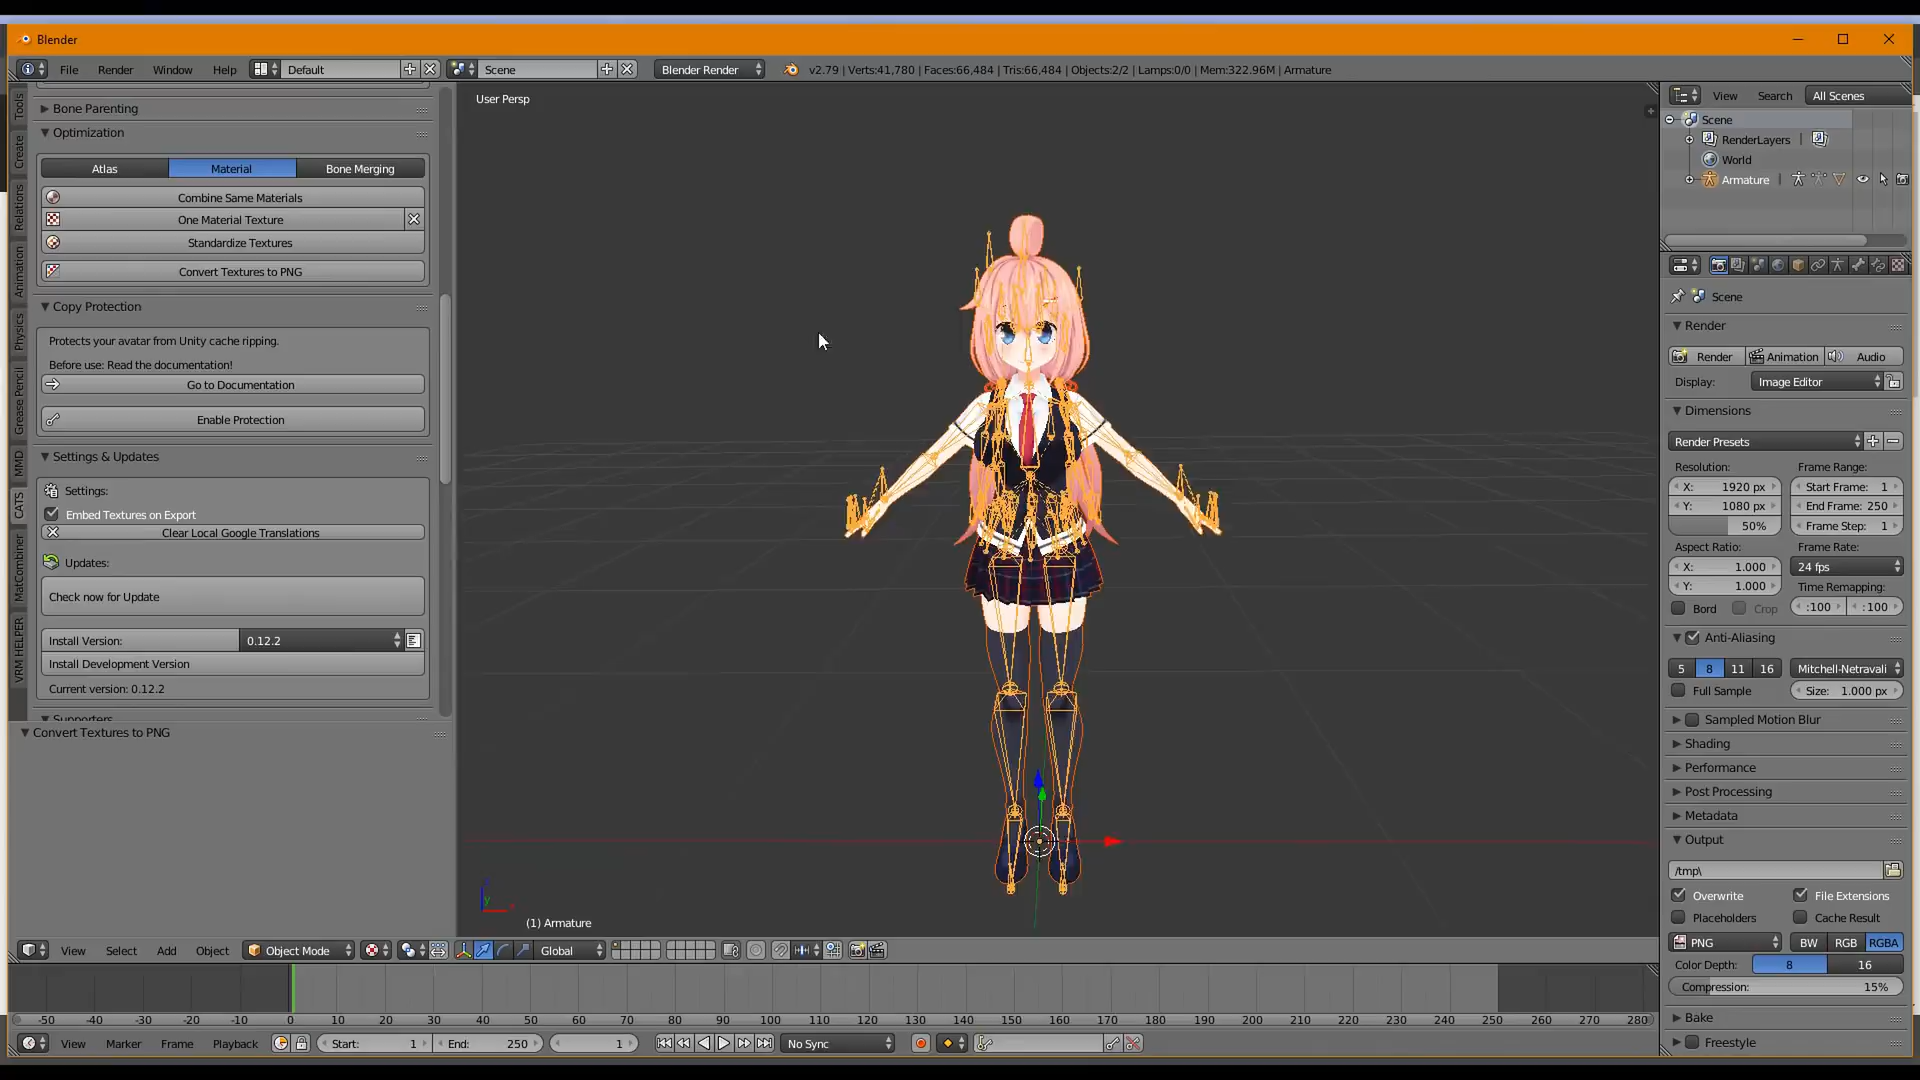 Blender
File Render Window Help Default Scene Blender Render v2.79 | Verts:41,780 | Faces:66,484 | Tris:66,484 | Objects:2/2 | Lamps:0/0 | Mem:322.96M | Armature
Tools
Create
Relations
Animation
Physics
Grease Pencil
MMD
CATS
MatCombiner
VRM HELPER
Bone Parenting
Optimization
Atlas Material Bone Merging
Combine Same Materials
One Material Texture
Standardize Textures
Convert Textures to PNG
Copy Protection
Protects your avatar from Unity cache ripping.
Before use: Read the documentation!
Go to Documentation
Enable Protection
Settings & Updates
Settings:
Embed Textures on Export
Clear Local Google Translations
Updates:
Check now for Update
Install Version: 0.12.2
Install Development Version
Current version: 0.12.2
Supporters
Convert Textures to PNG
User Persp
(1) Armature
View Select Add Object Object Mode Global
-50 -40 -30 -20 -10 0 10 20 30 40 50 60 70 80 90 100 110 120 130 140 150 160 170 180 190 200 210 220 230 240 250 260 270 280
View Marker Frame Playback Start: 1 End: 250 1 No Sync
View Search All Scenes
Scene
RenderLayers |
World
Armature |
Scene
Render
Render Animation Audio
Display: Image Editor
Dimensions
Render Presets
Resolution: Frame Range:
X: 1920 px Start Frame: 1
Y: 1080 px End Frame: 250
50% Frame Step: 1
Aspect Ratio: Frame Rate:
X: 1.000 24 fps
Y: 1.000 Time Remapping:
Bord Crop :100 :100
Anti-Aliasing
5 8 11 16 Mitchell-Netravali
Full Sample Size: 1.000 px
Sampled Motion Blur
Shading
Performance
Post Processing
Metadata
Output
/tmp\
Overwrite File Extensions
Placeholders Cache Result
PNG BW RGB RGBA
Color Depth: 8 16
Compression: 15%
Bake
Freestyle